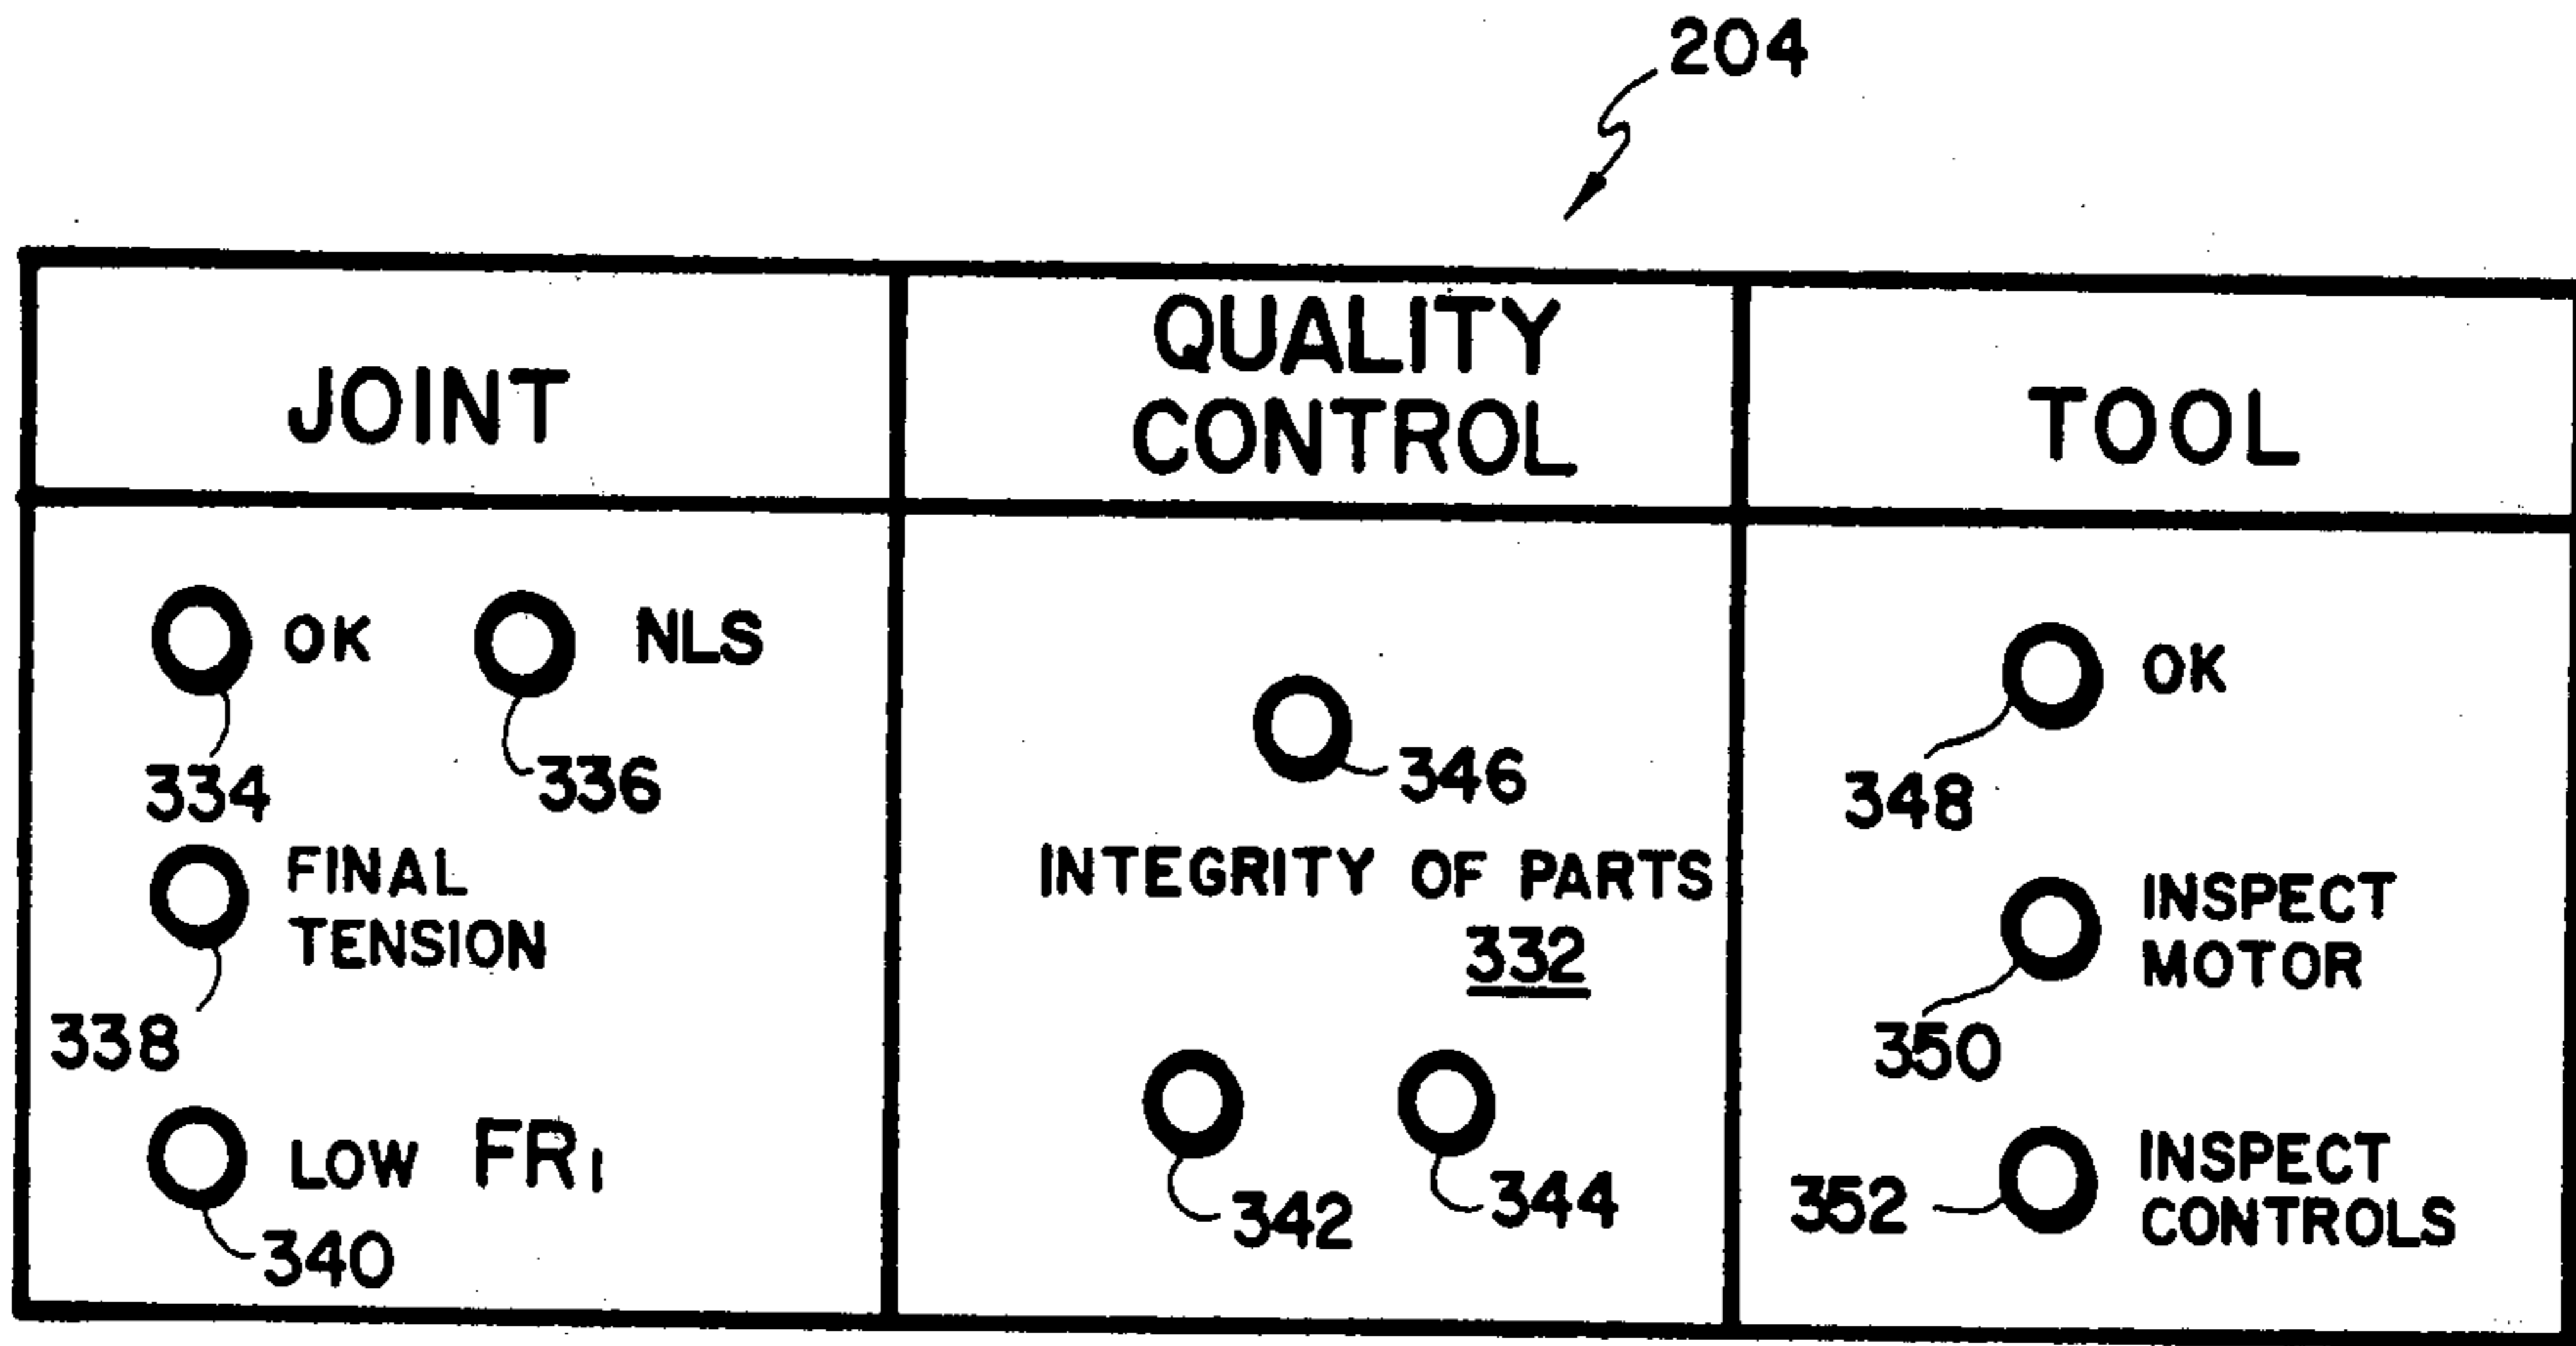 204
JOINT
QUALITY
CONTROL
TOOL
OK
NLS
334
336
FINAL
TENSION
338
LOW FR₁
340
346
INTEGRITY OF PARTS
332
342
344
OK
348
INSPECT
MOTOR
350
INSPECT
CONTROLS
352